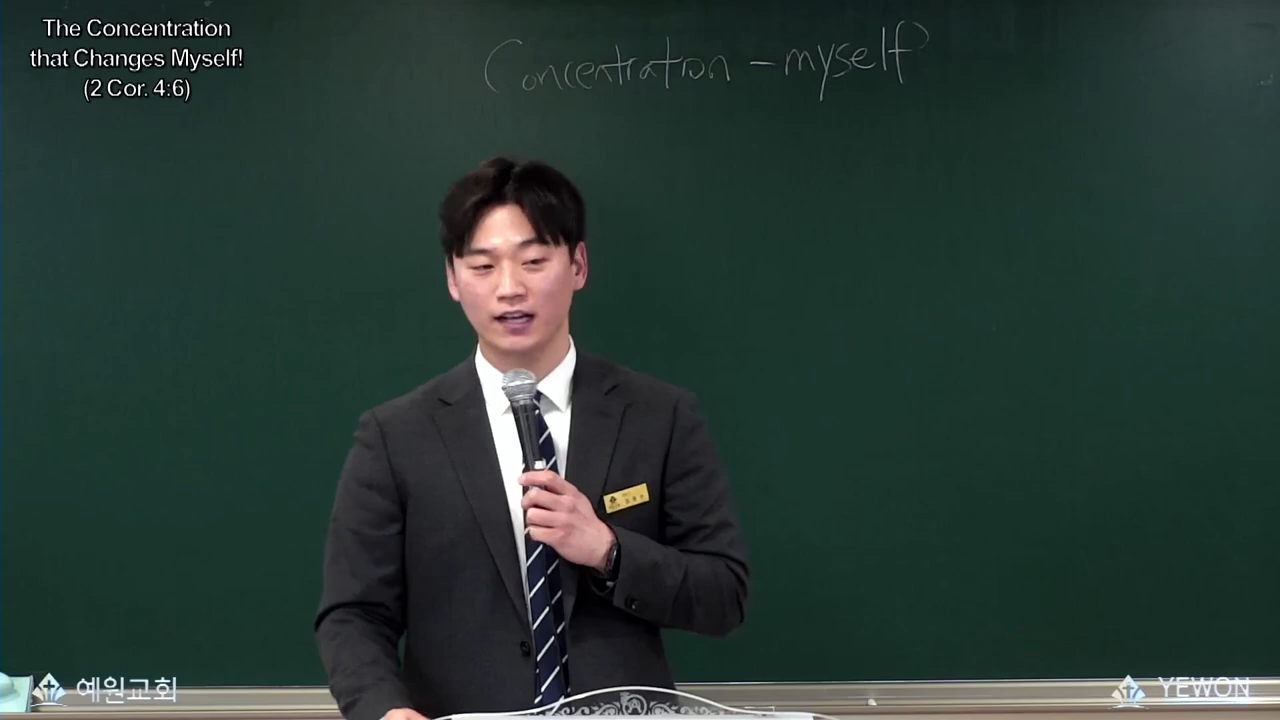 The Concentration
that Changes Myself!
(2 Cor. 4:6)
Concentration - myself
예원교회
YEWON